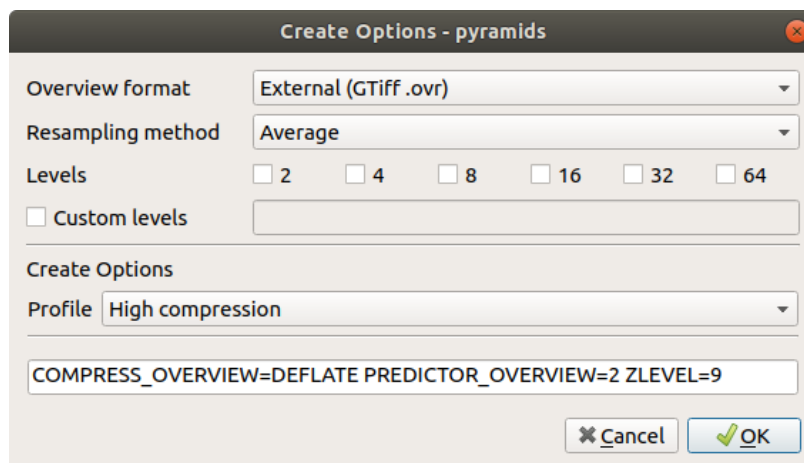 Create Options - pyramids
Overview format External (GTiff .ovr)
Resampling method Average
Levels 2 4 8 16 32 64
Custom levels
Create Options
Profile High compression
COMPRESS_OVERVIEW=DEFLATE PREDICTOR_OVERVIEW=2 ZLEVEL=9
Cancel OK